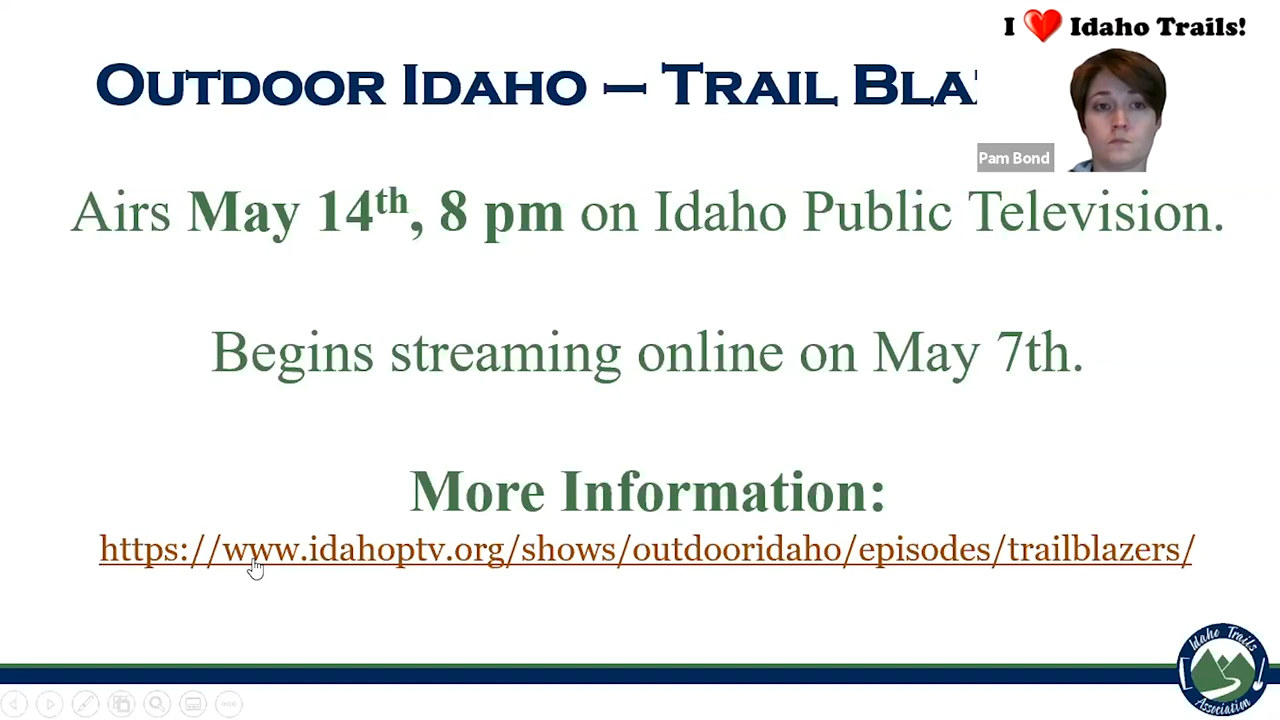 I ❤ Idaho Trails!
OUTDOOR IDAHO – TRAIL BLA
Pam Bond
Airs May 14th, 8 pm on Idaho Public Television.
Begins streaming online on May 7th.
More Information:
https://www.idahoptv.org/shows/outdooridaho/episodes/trailblazers/
Idaho Trails
Association